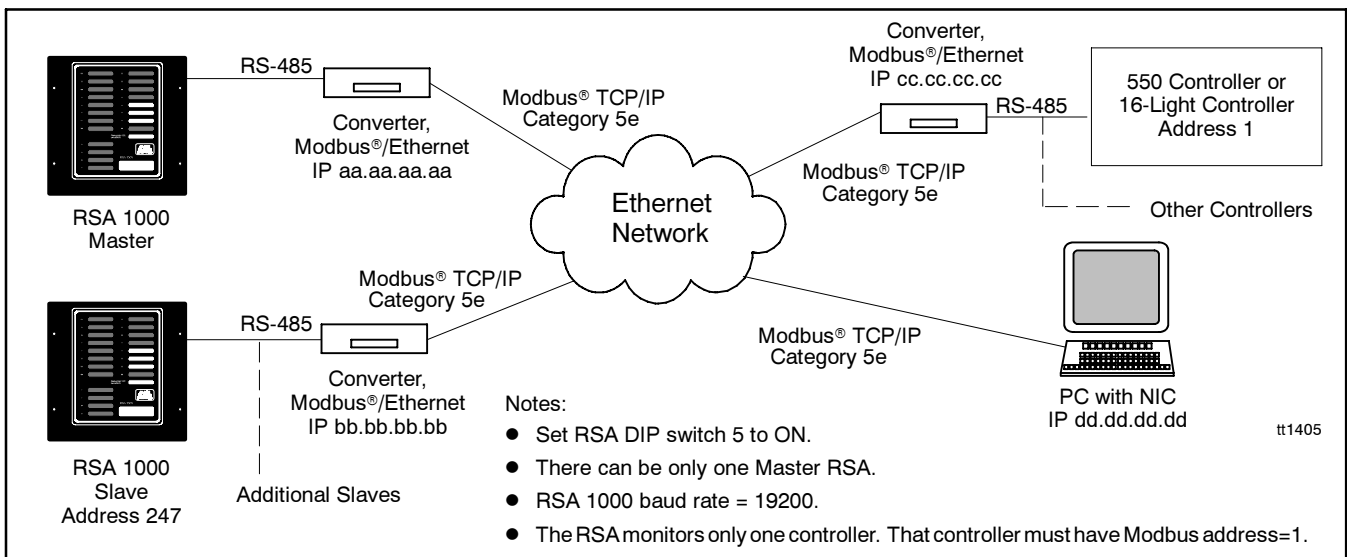 RS-485
Converter,
Modbus®/Ethernet
IP aa.aa.aa.aa
Modbus® TCP/IP
Category 5e
RSA 1000
Master
Converter,
Modbus®/Ethernet
IP cc.cc.cc.cc
RS-485
550 Controller or
16-Light Controller
Address 1
Modbus® TCP/IP
Category 5e
Other Controllers
Ethernet
Network
Modbus® TCP/IP
Category 5e
RS-485
Converter,
Modbus®/Ethernet
IP bb.bb.bb.bb
RSA 1000
Slave
Address 247
Additional Slaves
Modbus® TCP/IP
Category 5e
PC with NIC
IP dd.dd.dd.dd
tt1405
Notes:
● Set RSA DIP switch 5 to ON.
● There can be only one Master RSA.
● RSA 1000 baud rate = 19200.
● The RSA monitors only one controller. That controller must have Modbus address=1.